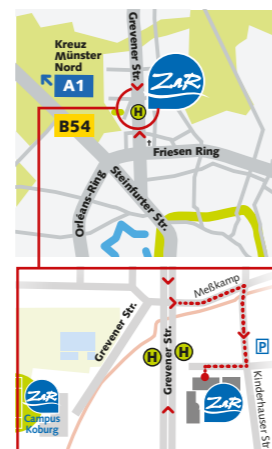 Grevener Str.
Kreuz
Münster
Nord
A1
ZaR
H
B54
Friesen Ring
Orléans-Ring
Steinfurter Str.
Meßkamp
Grevener Str.
Grevener Str.
H
H
P
Kinderhauser Str
ZaR
Campus
Koburg
ZaR